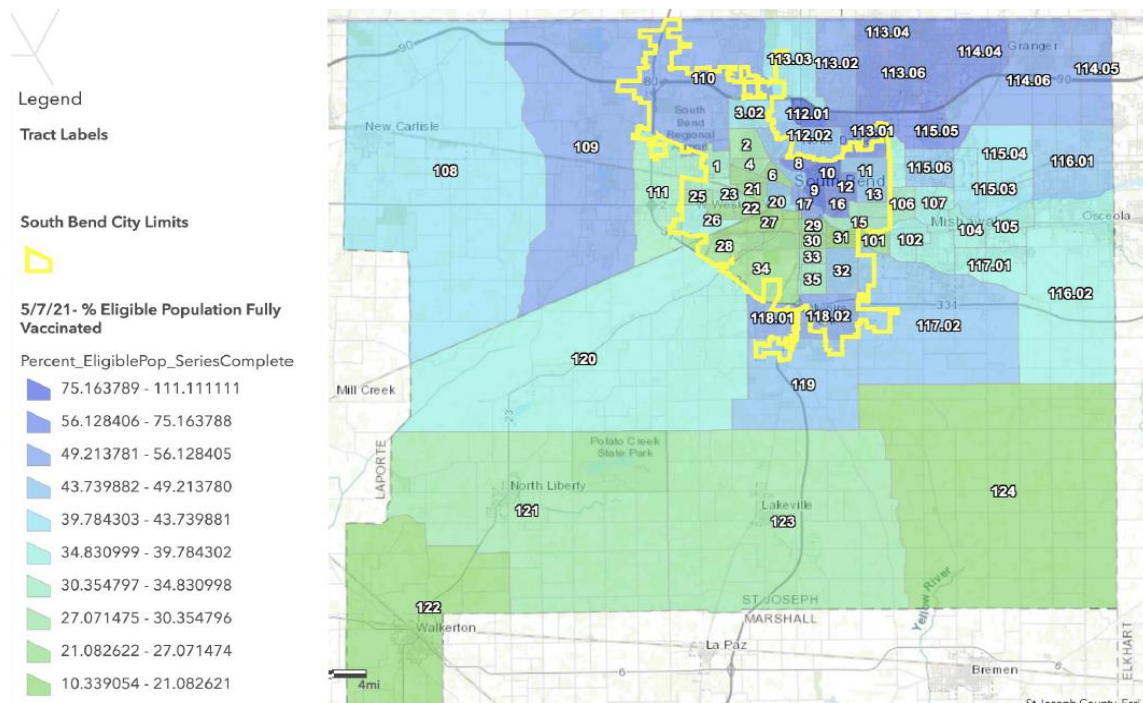 Legend
Tract Labels
South Bend City Limits
5/7/21- % Eligible Population Fully
Vaccinated
Percent_EligiblePop_SeriesComplete
75.163789 - 111.111111
56.128406 - 75.163788
49.213781 - 56.128405
43.739882 - 49.213780
39.784303 - 43.739881
34.830999 - 39.784302
30.354797 - 34.830998
27.071475 - 30.354796
21.082622 - 27.071474
10.339054 - 21.082621
113.04
90
113.03 113.02
114.04 Granger
113.06
114.05
114.06 90
110
80
South
Bend
Regional
3.02
112.01
112.02
113.01
115.05
New Carlisle
109
108
2
1
4
6
8
10
11
115.06
115.04
116.01
South Bend
111
25
23
21
20
9
12
13
115.03
22
17
16
106
107
Mishawaka
Osceola
26
27
29
15
104
105
28
30
31
101
102
33
34
35
32
117.01
116.02
118.01
118.02
331
117.02
120
119
Mill Creek
23
LAPORTE
Potato Creek
State Park
North Liberty
121
Lakeville
123
124
122
Walkerton
ST JOSEPH
MARSHALL
Yellow River
La Paz
6
6
6
Bremen
ELKHART
4mi